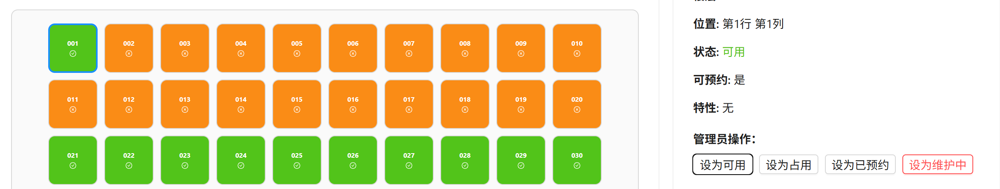 001 002 003 004 005 006 007 008 009 010
011 012 013 014 015 016 017 018 019 020
021 022 023 024 025 026 027 028 029 030
位置: 第1行 第1列
状态: 可用
可预约: 是
特性: 无
管理员操作：
设为可用 设为占用 设为已预约 设为维护中